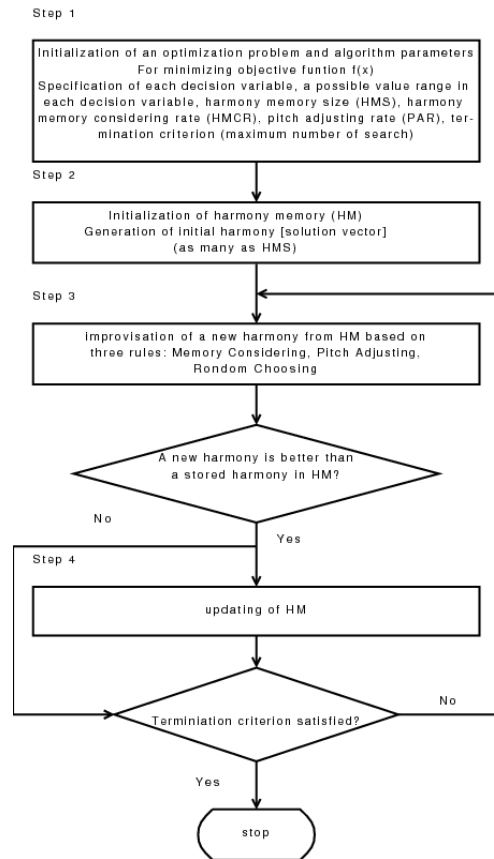 Step 1
Initialization of an optimization problem and algorithm parameters
For minimizing objective funtion f(x)
Specification of each decision variable, a possible value range in
each decision variable, harmony memory size (HMS), harmony
memory considering rate (HMCR), pitch adjusting rate (PAR), ter-
mination criterion (maximum number of search)
Step 2
Initialization of harmony memory (HM)
Generation of initial harmony [solution vector]
(as many as HMS)
Step 3
improvisation of a new harmony from HM based on
three rules: Memory Considering, Pitch Adjusting,
Rondom Choosing
A new harmony is better than
a stored harmony in HM?
No
Yes
Step 4
updating of HM
Terminiation criterion satisfied?
No
Yes
stop